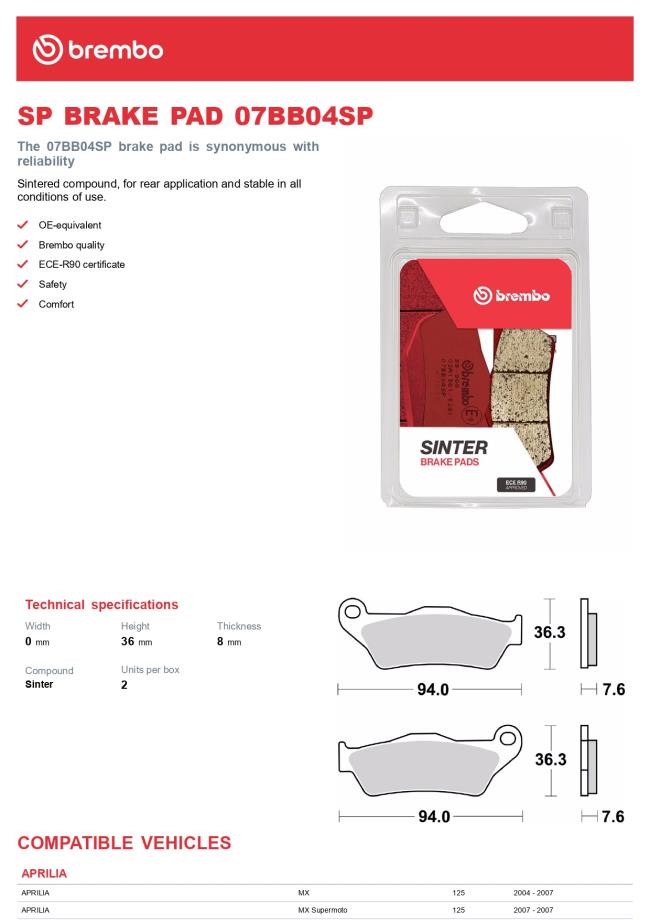 brembo
SP BRAKE PAD 07BB04SP
The 07BB04SP brake pad is synonymous with
reliability
Sintered compound, for rear application and stable in all
conditions of use.
OE-equivalent
Brembo quality
ECE-R90 certificate
Safety
Comfort
brembo
brembo
07BB04SP
SINTER
BRAKE PADS
ECE R90
APPROVED
Technical specifications
Width Height Thickness
0 mm 36 mm 8 mm
Compound Units per box
Sinter 2
36.3
94.0 7.6
36.3
94.0 7.6
COMPATIBLE VEHICLES
APRILIA
APRILIA MX 125 2004 - 2007
APRILIA MX Supermoto 125 2007 - 2007